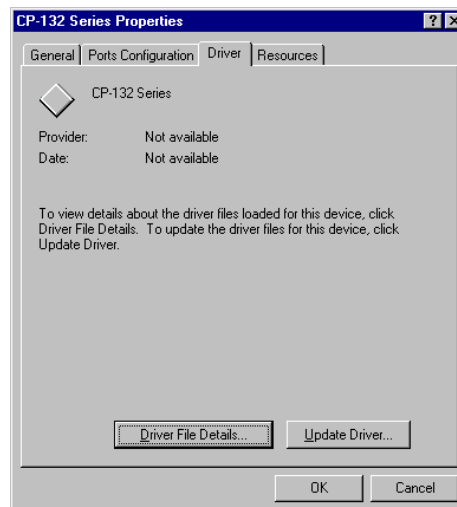 CP-132 Series Properties
General Ports Configuration Driver Resources
CP-132 Series
Provider: Not available
Date: Not available
To view details about the driver files loaded for this device, click
Driver File Details. To update the driver files for this device, click
Update Driver.
Driver File Details... Update Driver...
OK Cancel